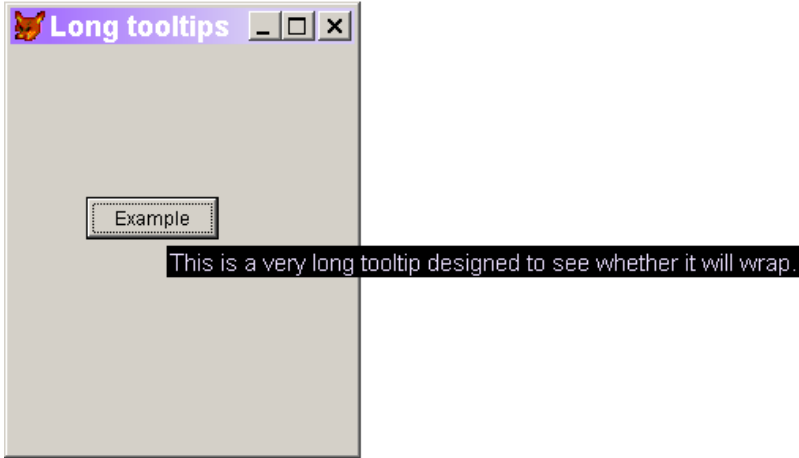 Long tooltips
Example
This is a very long tooltip designed to see whether it will wrap.